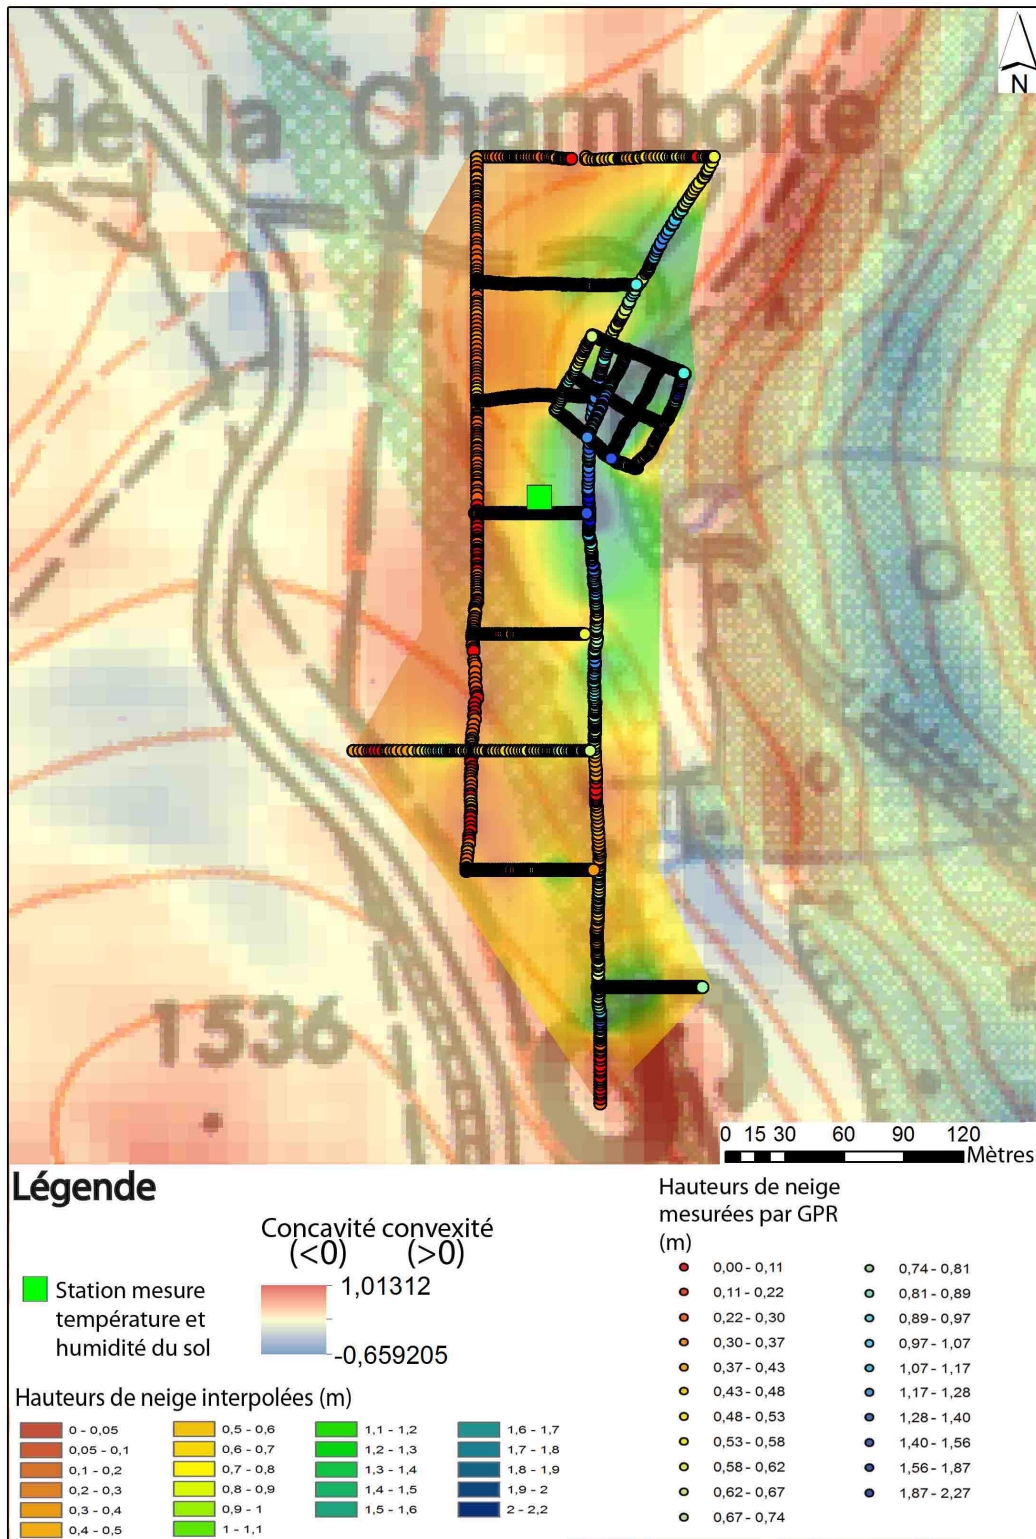 N
de la Chamboite
1536
0 15 30 60 90 120
Mètres
Légende
Station mesure
température et
humidité du sol
Concavité convexité
(<0) (>0)
1,01312
-0,659205
Hauteurs de neige interpolées (m)
0 – 0,05
0,05 - 0,1
0,1 - 0,2
0,2 - 0,3
0,3 - 0,4
0,4 - 0,5
0,5 - 0,6
0,6 - 0,7
0,7 - 0,8
0,8 - 0,9
0,9 - 1
1 - 1,1
1,1 - 1,2
1,2 - 1,3
1,3 - 1,4
1,4 - 1,5
1,5 - 1,6
1,6 - 1,7
1,7 - 1,8
1,8 - 1,9
1,9 - 2
2 - 2,2
Hauteurs de neige
mesurées par GPR
(m)
0,00 - 0,11
0,11 - 0,22
0,22 - 0,30
0,30 - 0,37
0,37 - 0,43
0,43 - 0,48
0,48 - 0,53
0,53 - 0,58
0,58 - 0,62
0,62 - 0,67
0,67 - 0,74
0,74 - 0,81
0,81 - 0,89
0,89 - 0,97
0,97 - 1,07
1,07 - 1,17
1,17 - 1,28
1,28 - 1,40
1,40 - 1,56
1,56 - 1,87
1,87 - 2,27